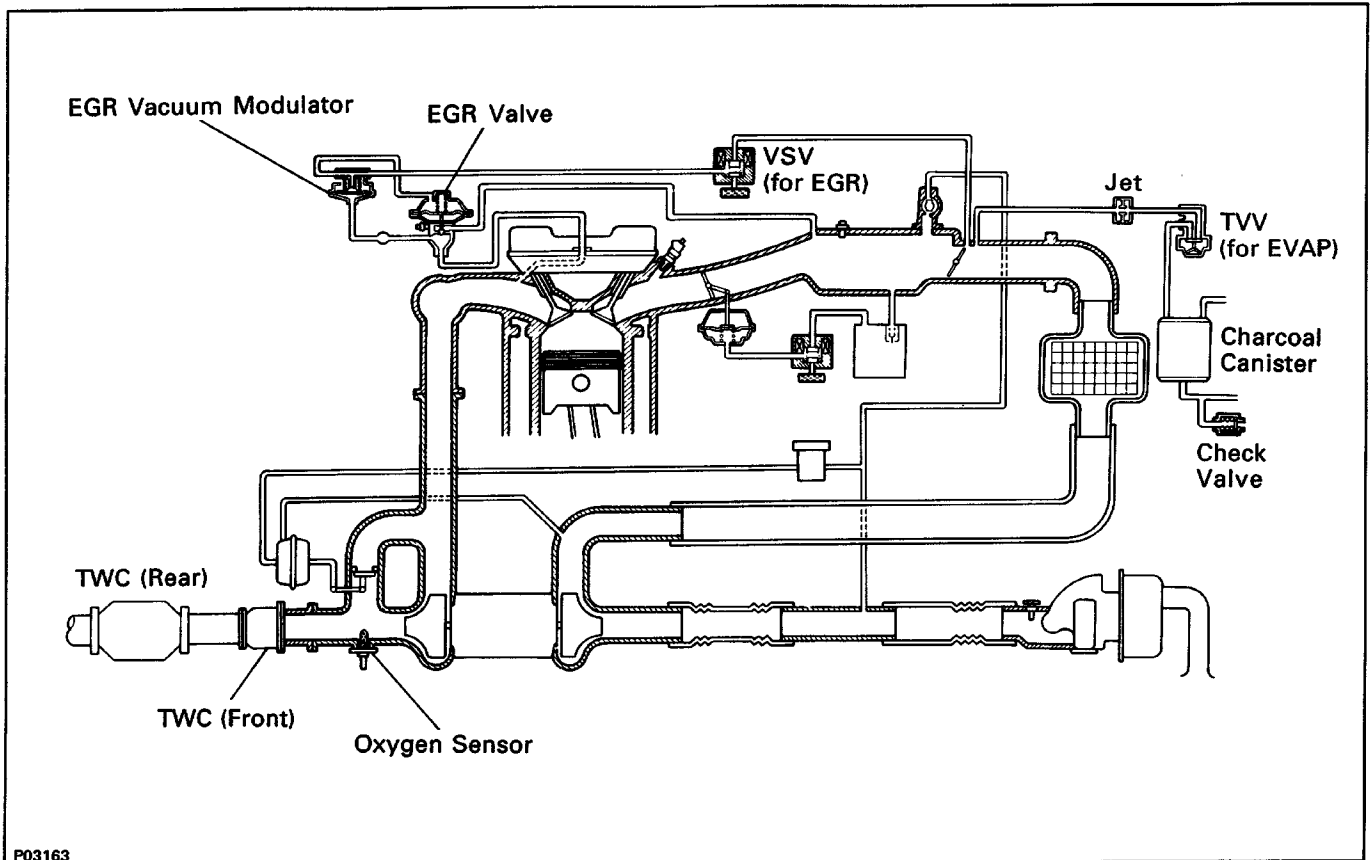 EGR Vacuum Modulator
EGR Valve
VSV
(for EGR)
Jet
TVV
(for EVAP)
Charcoal
Canister
Check
Valve
TWC (Rear)
TWC (Front)
Oxygen Sensor
P03163